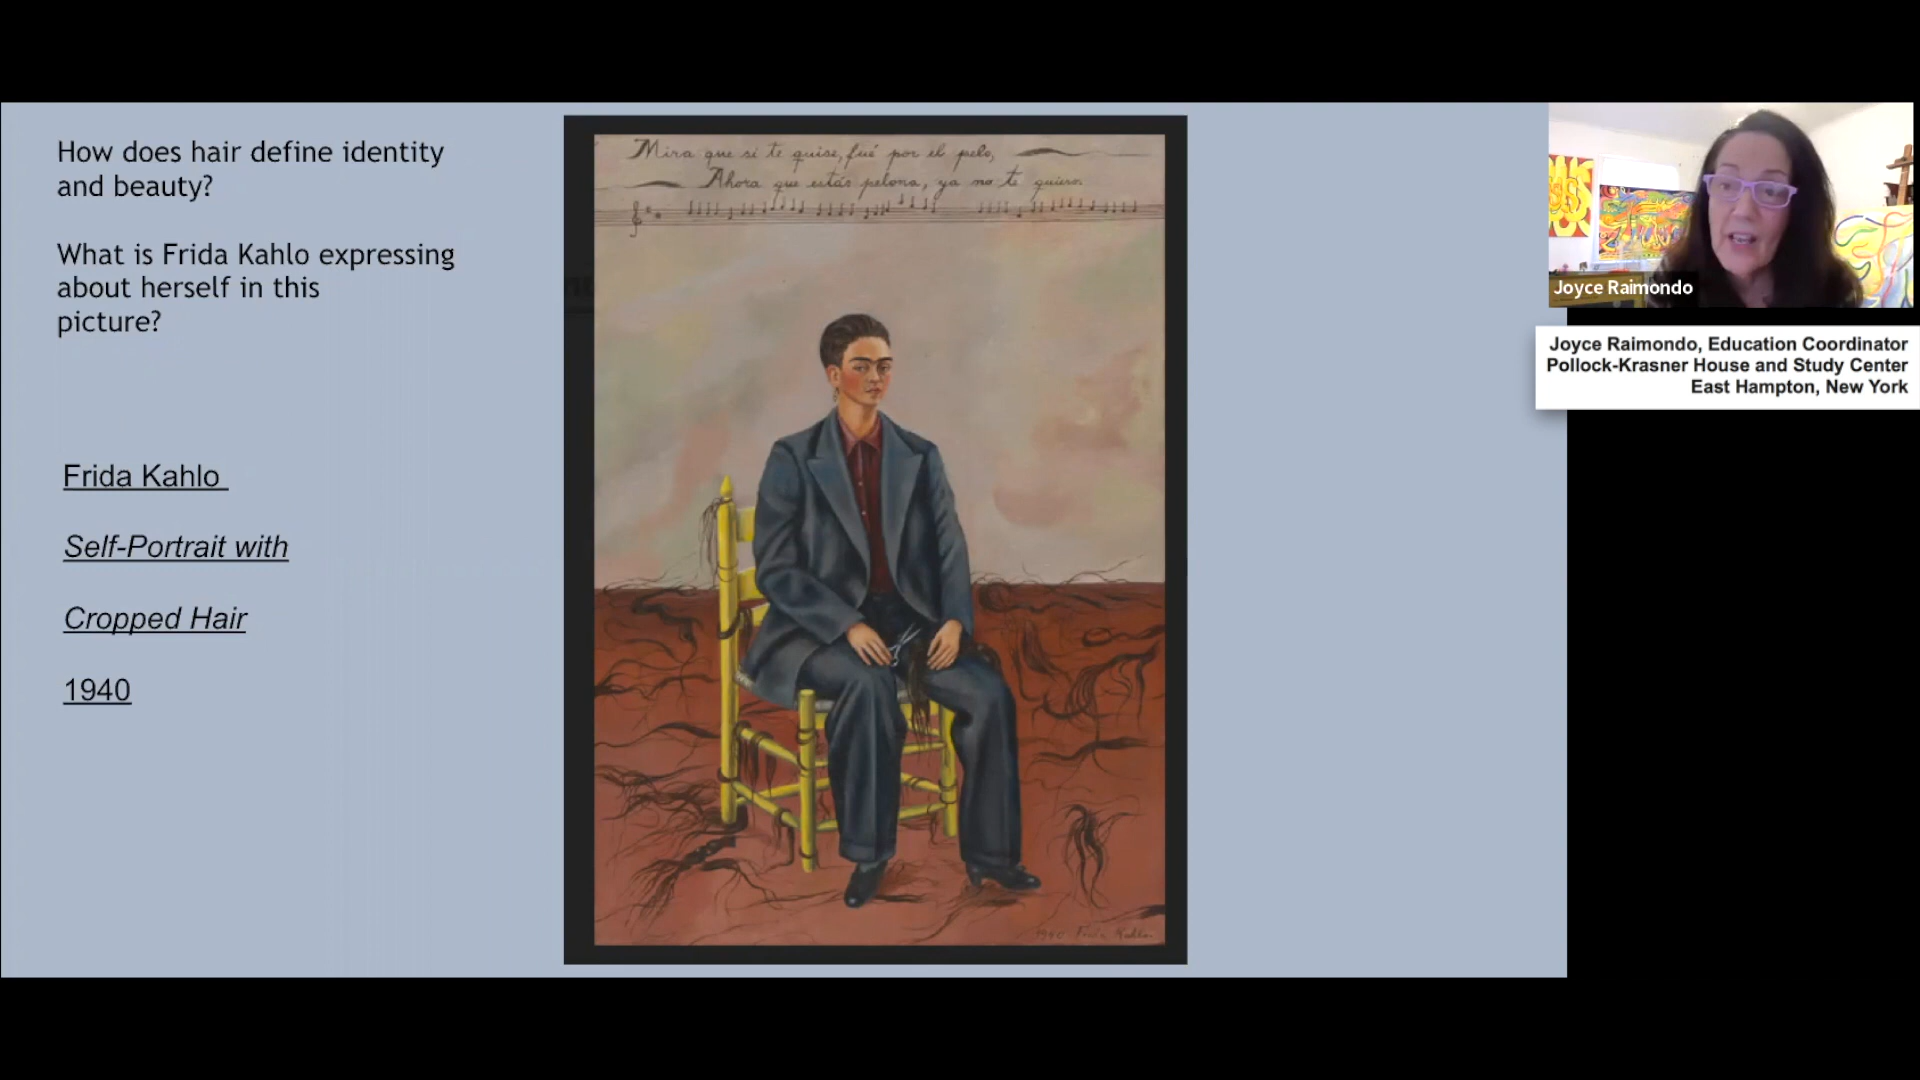 How does hair define identity
and beauty?
What is Frida Kahlo expressing
about herself in this
picture?
Frida Kahlo
Self-Portrait with
Cropped Hair
1940
Mira que si te quise, fué por el pelo,
Ahora que estás pelona, ya no te quiero.
1940 Frida Kahlo.
Joyce Raimondo
Joyce Raimondo, Education Coordinator
Pollock-Krasner House and Study Center
East Hampton, New York